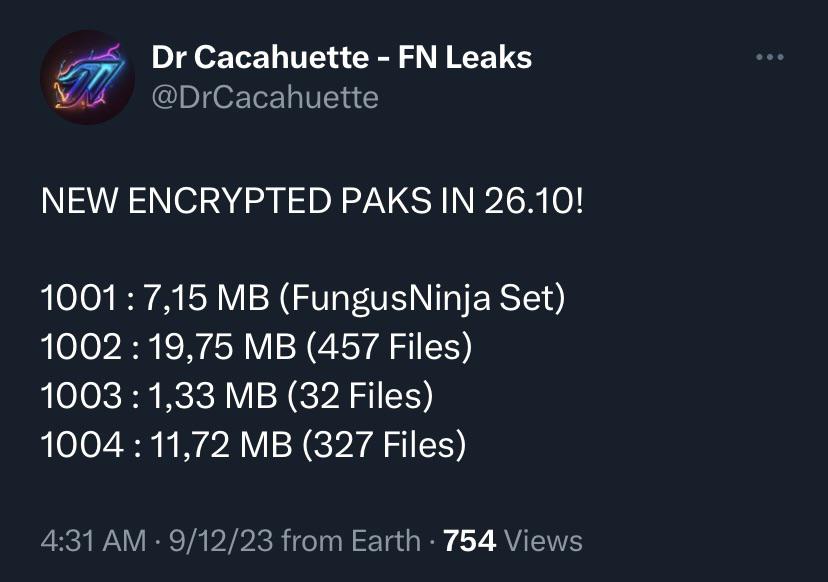 Dr Cacahuette - FN Leaks
@DrCacahuette
NEW ENCRYPTED PAKS IN 26.10!
1001 : 7,15 MB (FungusNinja Set)
1002 : 19,75 MB (457 Files)
1003 : 1,33 MB (32 Files)
1004 : 11,72 MB (327 Files)
4:31 AM · 9/12/23 from Earth · 754 Views